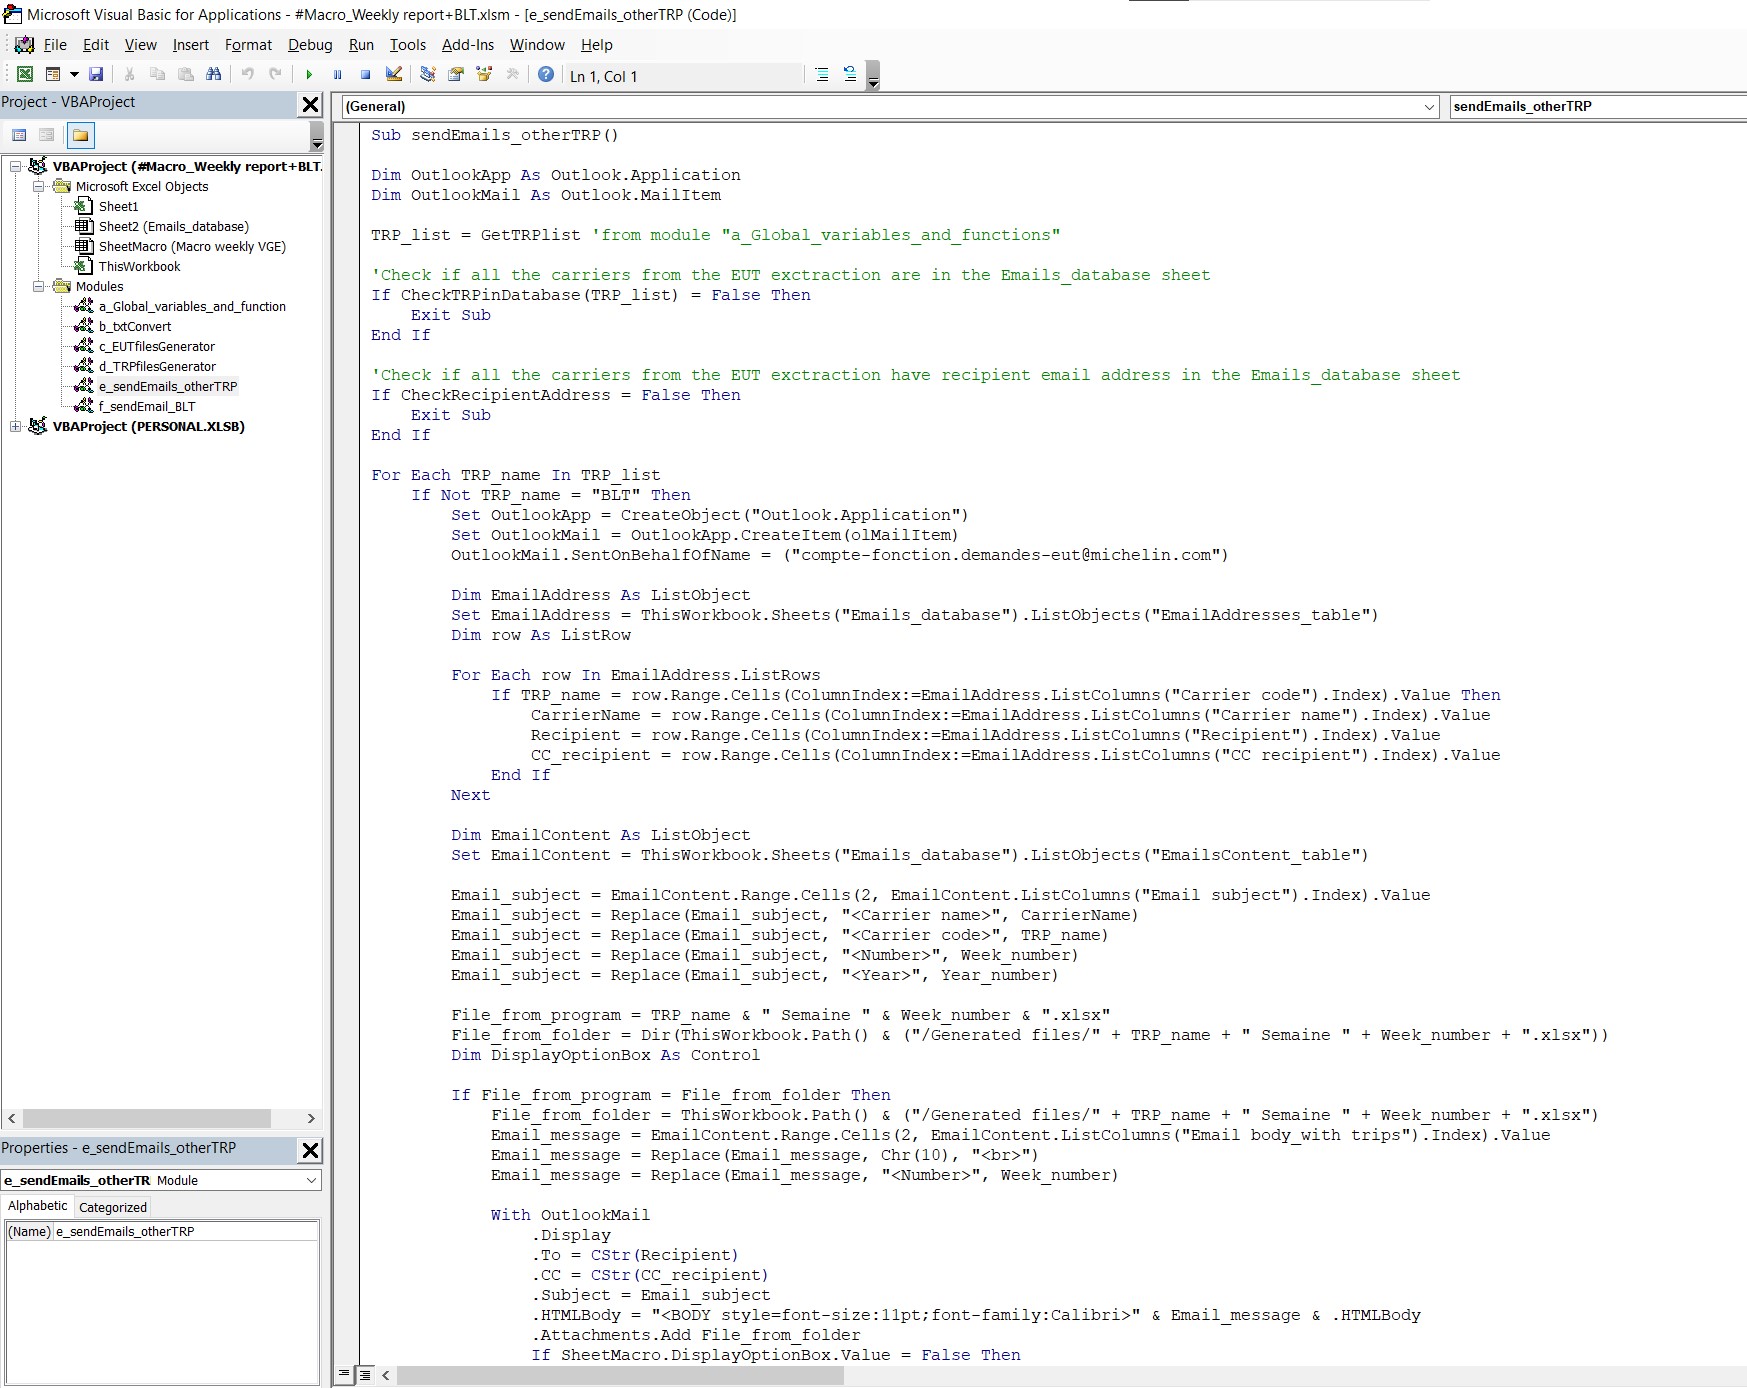 Microsoft Visual Basic for Applications - #Macro_Weekly report+BLT.xlsm - [e_sendEmails_otherTRP (Code)]
File Edit View Insert Format Debug Run Tools Add-Ins Window Help
Ln 1, Col 1
Project - VBAProject
VBAProject (#Macro_Weekly report+BLT.
Microsoft Excel Objects
Sheet1
Sheet2 (Emails_database)
SheetMacro (Macro weekly VGE)
ThisWorkbook
Modules
a_Global_variables_and_function
b_txtConvert
c_EUTfilesGenerator
d_TRPfilesGenerator
e_sendEmails_otherTRP
f_sendEmail_BLT
VBAProject (PERSONAL.XLSB)
Properties - e_sendEmails_otherTRP
e_sendEmails_otherTR Module
Alphabetic Categorized
(Name) e_sendEmails_otherTRP
(General) sendEmails_otherTRP
Sub sendEmails_otherTRP()
Dim OutlookApp As Outlook.Application
Dim OutlookMail As Outlook.MailItem
TRP_list = GetTRPlist 'from module "a_Global_variables_and_functions"
'Check if all the carriers from the EUT exctraction are in the Emails_database sheet
If CheckTRPinDatabase(TRP_list) = False Then
Exit Sub
End If
'Check if all the carriers from the EUT exctraction have recipient email address in the Emails_database sheet
If CheckRecipientAddress = False Then
Exit Sub
End If
For Each TRP_name In TRP_list
If Not TRP_name = "BLT" Then
Set OutlookApp = CreateObject("Outlook.Application")
Set OutlookMail = OutlookApp.CreateItem(olMailItem)
OutlookMail.SentOnBehalfOfName = ("compte-fonction.demandes-eut@michelin.com")
Dim EmailAddress As ListObject
Set EmailAddress = ThisWorkbook.Sheets("Emails_database").ListObjects("EmailAddresses_table")
Dim row As ListRow
For Each row In EmailAddress.ListRows
If TRP_name = row.Range.Cells(ColumnIndex:=EmailAddress.ListColumns("Carrier code").Index).Value Then
CarrierName = row.Range.Cells(ColumnIndex:=EmailAddress.ListColumns("Carrier name").Index).Value
Recipient = row.Range.Cells(ColumnIndex:=EmailAddress.ListColumns("Recipient").Index).Value
CC_recipient = row.Range.Cells(ColumnIndex:=EmailAddress.ListColumns("CC recipient").Index).Value
End If
Next
Dim EmailContent As ListObject
Set EmailContent = ThisWorkbook.Sheets("Emails_database").ListObjects("EmailsContent_table")
Email_subject = EmailContent.Range.Cells(2, EmailContent.ListColumns("Email subject").Index).Value
Email_subject = Replace(Email_subject, "<Carrier name>", CarrierName)
Email_subject = Replace(Email_subject, "<Carrier code>", TRP_name)
Email_subject = Replace(Email_subject, "<Number>", Week_number)
Email_subject = Replace(Email_subject, "<Year>", Year_number)
File_from_program = TRP_name & " Semaine " & Week_number & ".xlsx"
File_from_folder = Dir(ThisWorkbook.Path() & ("/Generated files/" + TRP_name + " Semaine " + Week_number + ".xlsx"))
Dim DisplayOptionBox As Control
If File_from_program = File_from_folder Then
File_from_folder = ThisWorkbook.Path() & ("/Generated files/" + TRP_name + " Semaine " + Week_number + ".xlsx")
Email_message = EmailContent.Range.Cells(2, EmailContent.ListColumns("Email body_with trips").Index).Value
Email_message = Replace(Email_message, Chr(10), "<br>")
Email_message = Replace(Email_message, "<Number>", Week_number)
With OutlookMail
.Display
.To = CStr(Recipient)
.CC = CStr(CC_recipient)
.Subject = Email_subject
.HTMLBody = "<BODY style=font-size:11pt;font-family:Calibri>" & Email_message & .HTMLBody
.Attachments.Add File_from_folder
If SheetMacro.DisplayOptionBox.Value = False Then